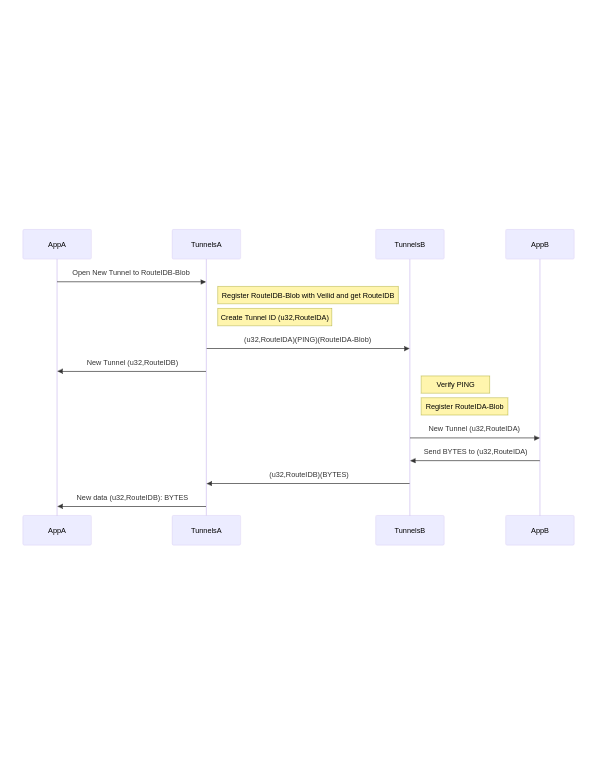 AppA
TunnelsA
TunnelsB
AppB
Open New Tunnel to RouteIDB-Blob
Register RouteIDB-Blob with Veilid and get RouteIDB
Create Tunnel ID (u32,RouteIDA)
(u32,RouteIDA)(PING)(RouteIDA-Blob)
New Tunnel (u32,RouteIDB)
Verify PING
Register RouteIDA-Blob
New Tunnel (u32,RouteIDA)
Send BYTES to (u32,RouteIDA)
(u32,RouteIDB)(BYTES)
New data (u32,RouteIDB): BYTES
AppA
TunnelsA
TunnelsB
AppB